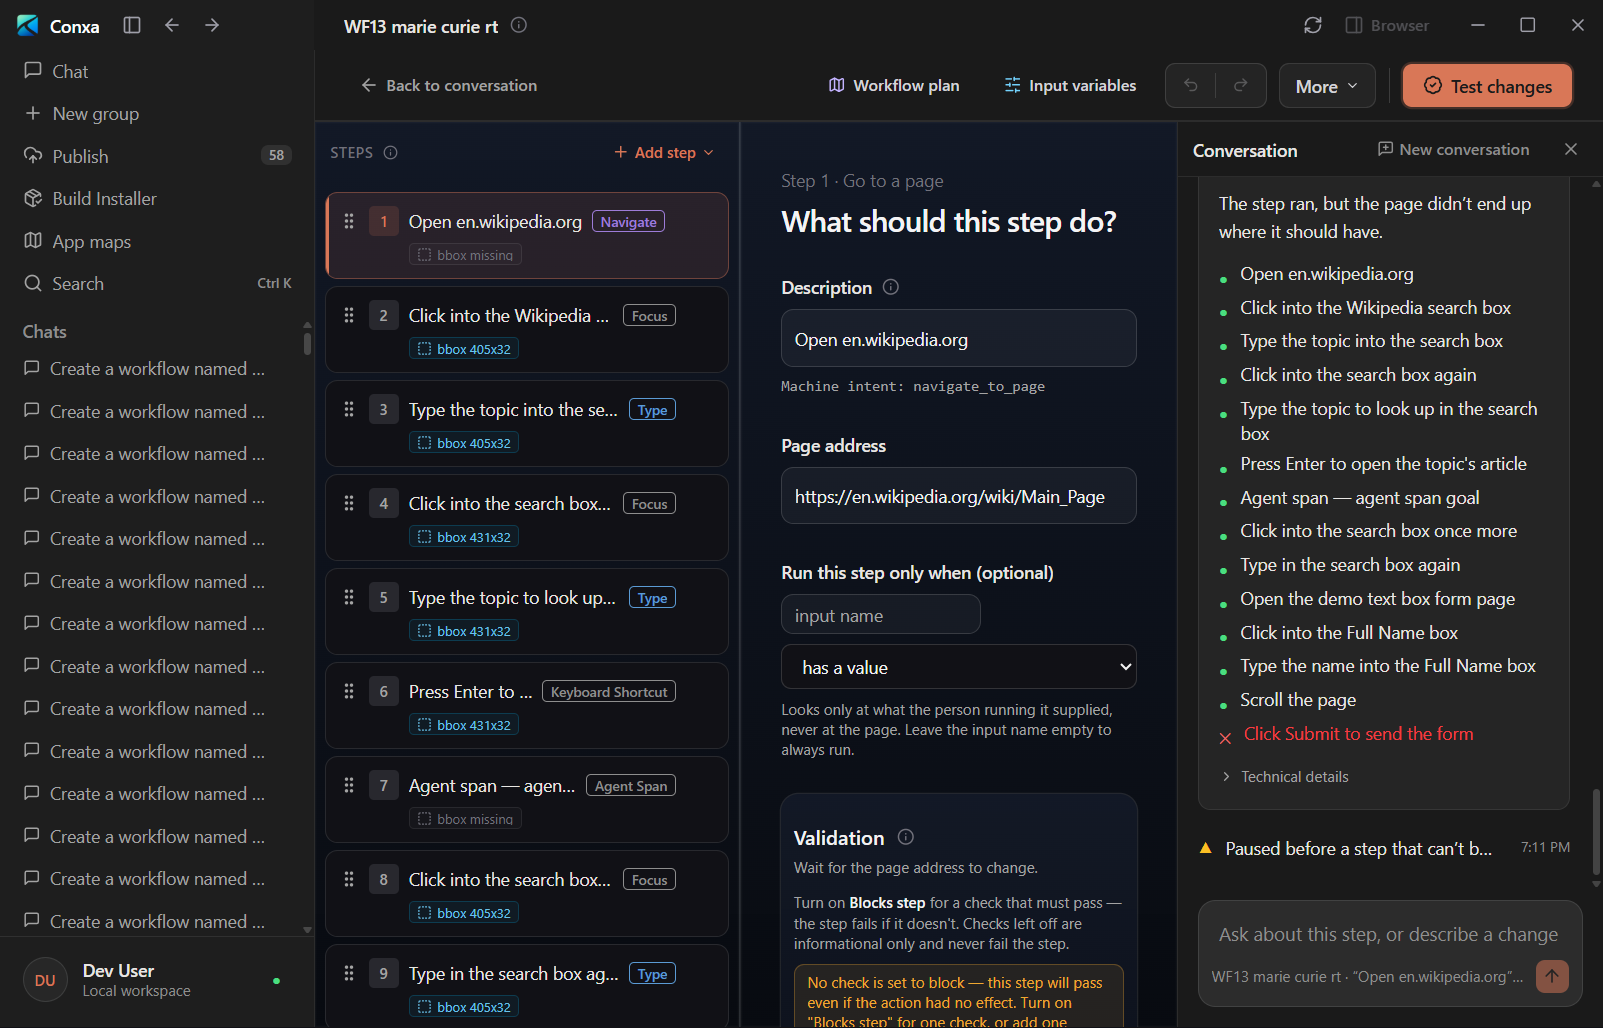 Conxa
WF13 marie curie rt
Browser
Chat
New group
Publish
58
Build Installer
App maps
Search
Ctrl K
Chats
Create a workflow named ...
Create a workflow named ...
Create a workflow named ...
Create a workflow named ...
Create a workflow named ...
Create a workflow named ...
Create a workflow named ...
Create a workflow named ...
Create a workflow named ...
Create a workflow named ...
Create a workflow named ...
Create a workflow named ...
Create a workflow named ...
Create a workflow named ...
DU
Dev User
Local workspace
Back to conversation
Workflow plan
Input variables
More
Test changes
STEPS
Add step
1
Open en.wikipedia.org
Navigate
bbox missing
2
Click into the Wikipedia ...
Focus
bbox 405x32
3
Type the topic into the se...
Type
bbox 405x32
4
Click into the search box...
Focus
bbox 431x32
5
Type the topic to look up...
Type
bbox 431x32
6
Press Enter to ...
Keyboard Shortcut
bbox 431x32
7
Agent span — agen...
Agent Span
bbox missing
8
Click into the search box...
Focus
bbox 405x32
9
Type in the search box ag...
Type
bbox 405x32
Step 1 · Go to a page
What should this step do?
Description
Open en.wikipedia.org
Machine intent: navigate_to_page
Page address
https://en.wikipedia.org/wiki/Main_Page
Run this step only when (optional)
input name
has a value
Looks only at what the person running it supplied,
never at the page. Leave the input name empty to
always run.
Validation
Wait for the page address to change.
Turn on Blocks step for a check that must pass —
the step fails if it doesn't. Checks left off are
informational only and never fail the step.
No check is set to block — this step will pass
even if the action had no effect. Turn on
"Blocks step" for one check, or add one
Conversation
New conversation
The step ran, but the page didn’t end up
where it should have.
Open en.wikipedia.org
Click into the Wikipedia search box
Type the topic into the search box
Click into the search box again
Type the topic to look up in the search
box
Press Enter to open the topic's article
Agent span — agent span goal
Click into the search box once more
Type in the search box again
Open the demo text box form page
Click into the Full Name box
Type the name into the Full Name box
Scroll the page
Click Submit to send the form
Technical details
Paused before a step that can’t b...
7:11 PM
Ask about this step, or describe a change
WF13 marie curie rt · “Open en.wikipedia.org”...